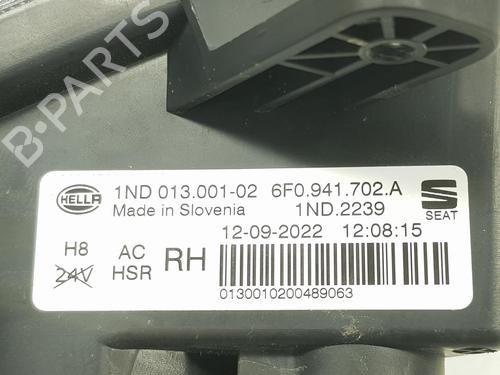 B-PARTS
HELLA 1ND 013.001-02 6F0.941.702.A
Made in Slovenia 1ND.2239 SEAT
12-09-2022 12:08:15
H8 AC RH
24V HSR
0130010200489063